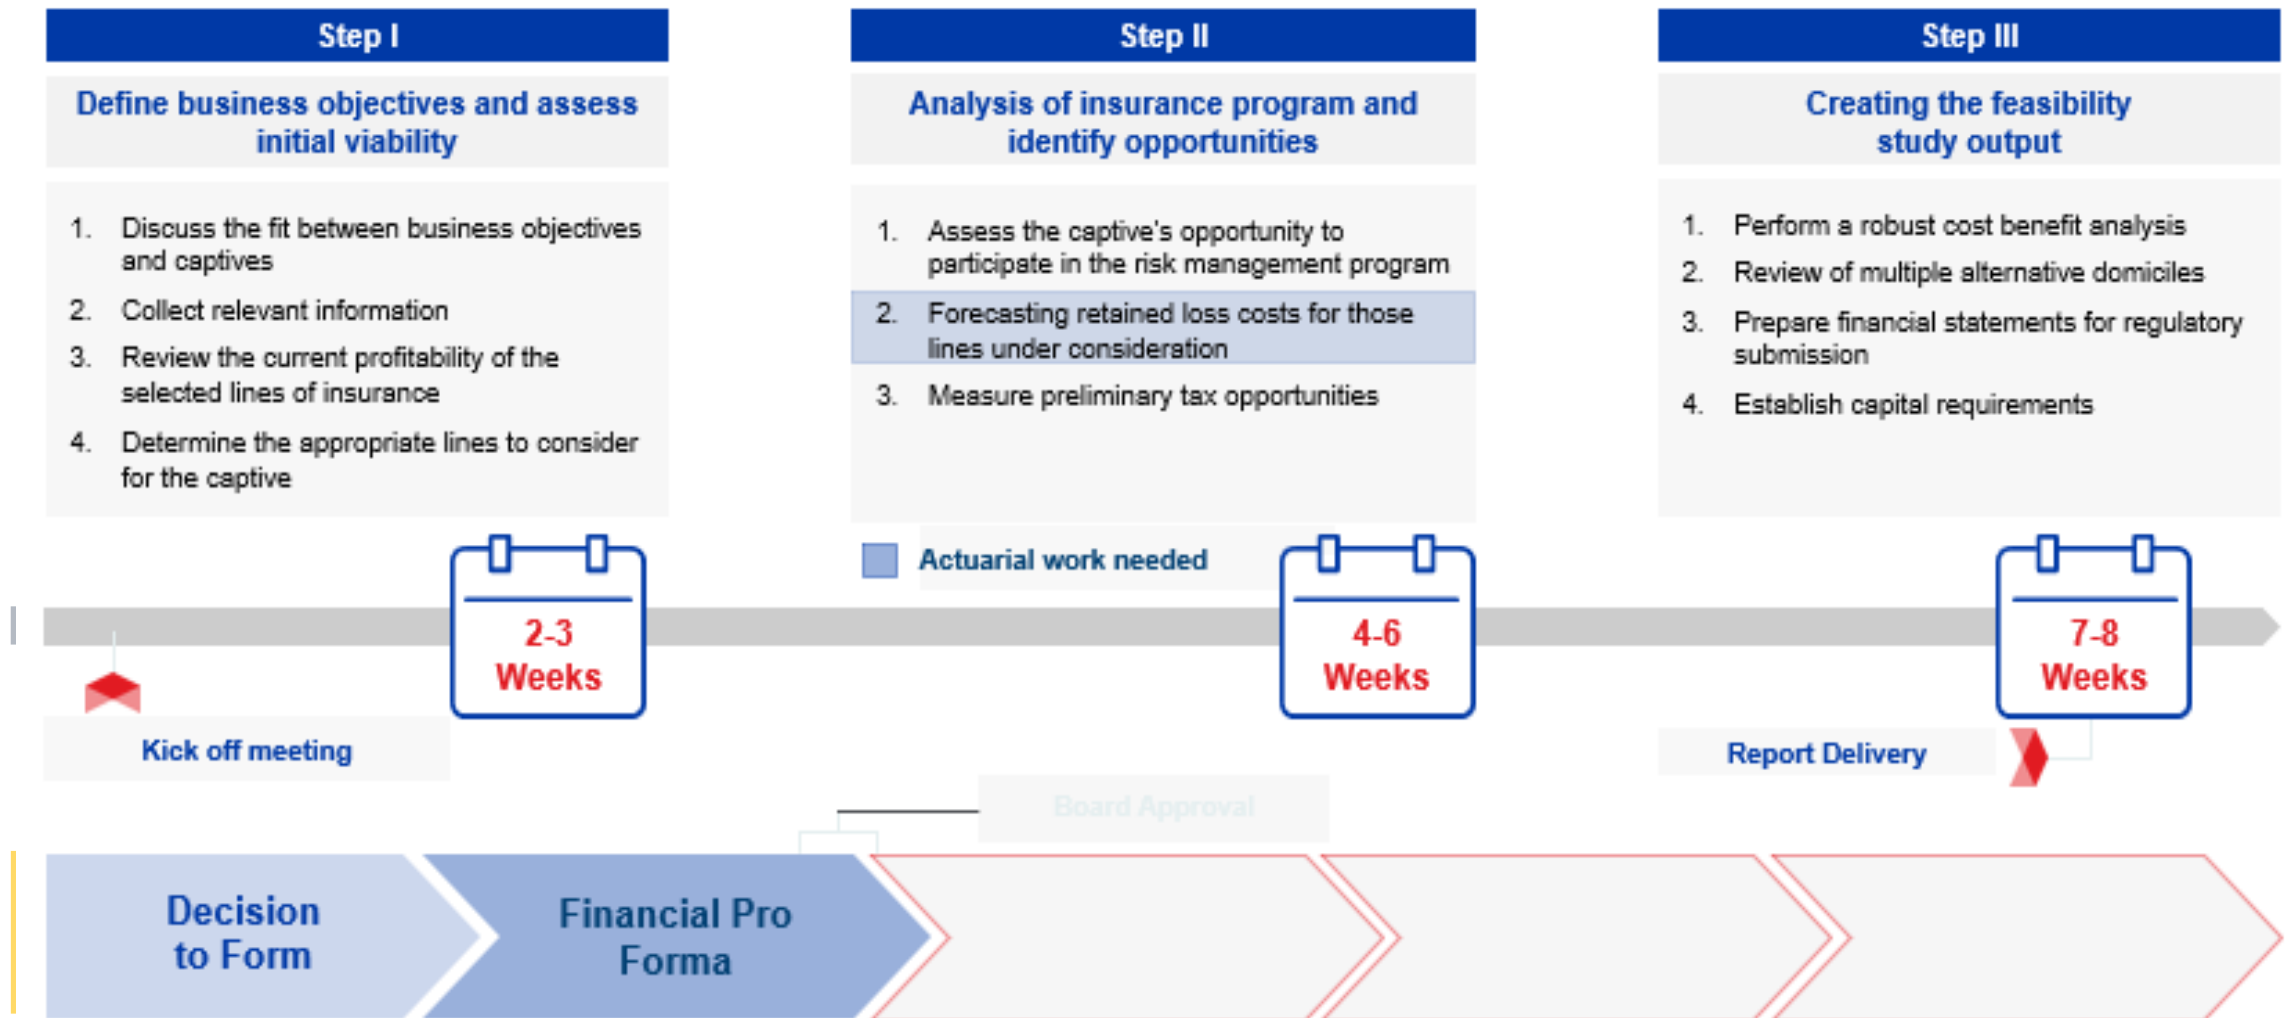 Step I
Define business objectives and assess
initial viability
1. Discuss the fit between business objectives
and captives
2. Collect relevant information
3. Review the current profitability of the
selected lines of insurance
4. Determine the appropriate lines to consider
for the captive
Step II
Analysis of insurance program and
identify opportunities
1. Assess the captive's opportunity to
participate in the risk management program
2. Forecasting retained loss costs for those
lines under consideration
3. Measure preliminary tax opportunities
Step III
Creating the feasibility
study output
1. Perform a robust cost benefit analysis
2. Review of multiple alternative domiciles
3. Prepare financial statements for regulatory
submission
4. Establish capital requirements
Actuarial work needed
2-3
Weeks
4-6
Weeks
7-8
Weeks
Kick off meeting
Report Delivery
Board Approval
Decision
to Form
Financial Pro
Forma